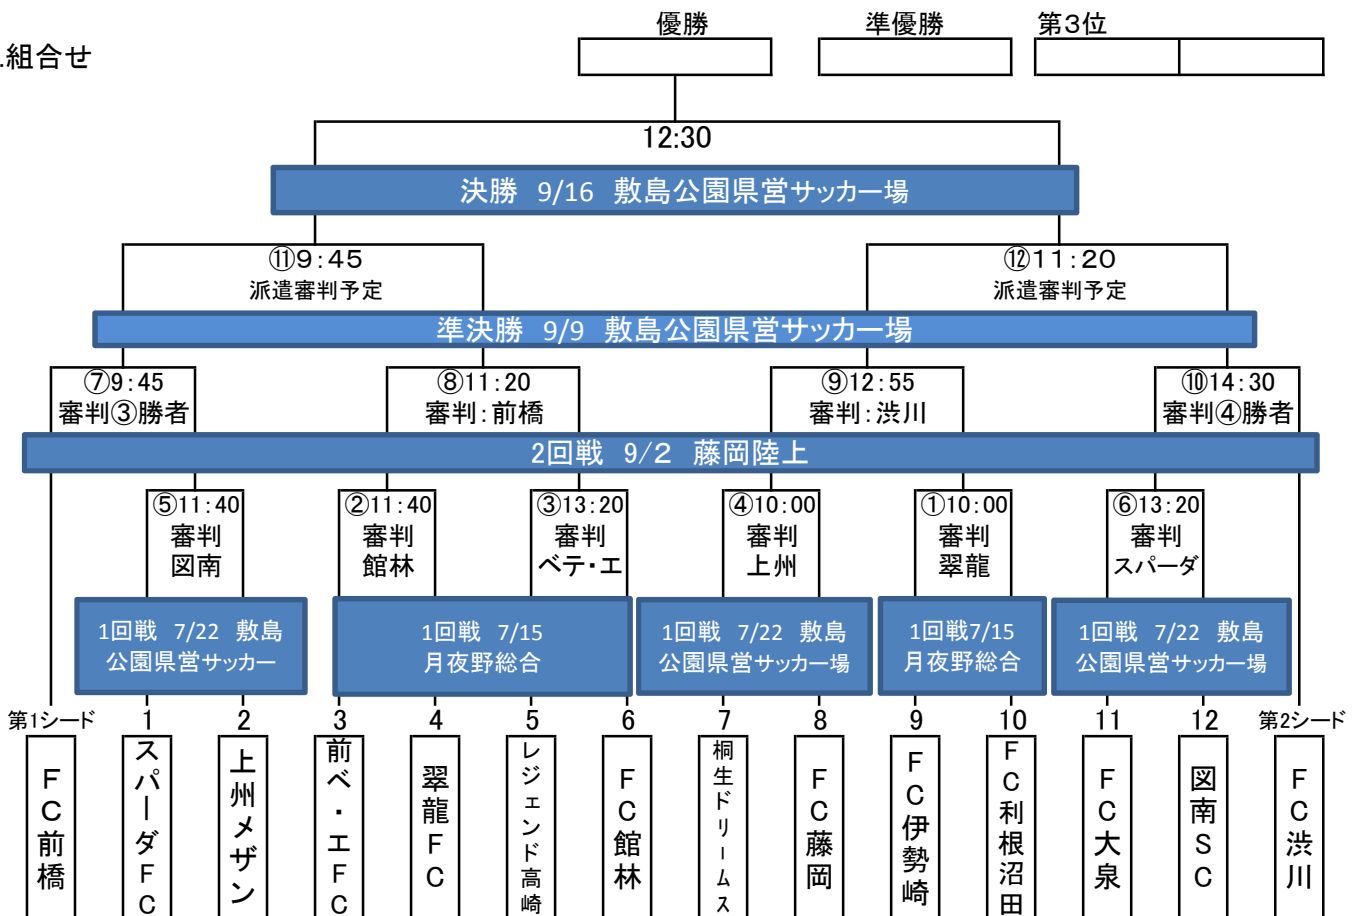 優勝
準優勝
第3位
.組合せ
12:30
決勝 9/16 敷島公園県営サッカー場
⑪9:45
派遣審判予定
⑫11:20
派遣審判予定
準決勝 9/9 敷島公園県営サッカー場
⑦9:45
審判③勝者
⑧11:20
審判:前橋
⑨12:55
審判:渋川
⑩14:30
審判④勝者
2回戦 9/2 藤岡陸上
⑤11:40
審判
図南
②11:40
審判
館林
③13:20
審判
ベテ・エ
④10:00
審判
上州
①10:00
審判
翠龍
⑥13:20
審判
スパーダ
1回戦 7/22 敷島
公園県営サッカー
1回戦 7/15
月夜野総合
1回戦 7/22 敷島
公園県営サッカー場
1回戦7/15
月夜野総合
1回戦 7/22 敷島
公園県営サッカー場
第1シード
1
2
3
4
5
6
7
8
9
10
11
12
第2シード
FC前橋
スパーダFC
上州メザン
前ベ・エFC
翠龍FC
レジェンド高崎
FC館林
桐生ドリームス
FC藤岡
FC伊勢崎
FC利根沼田
FC大泉
図南SC
FC渋川